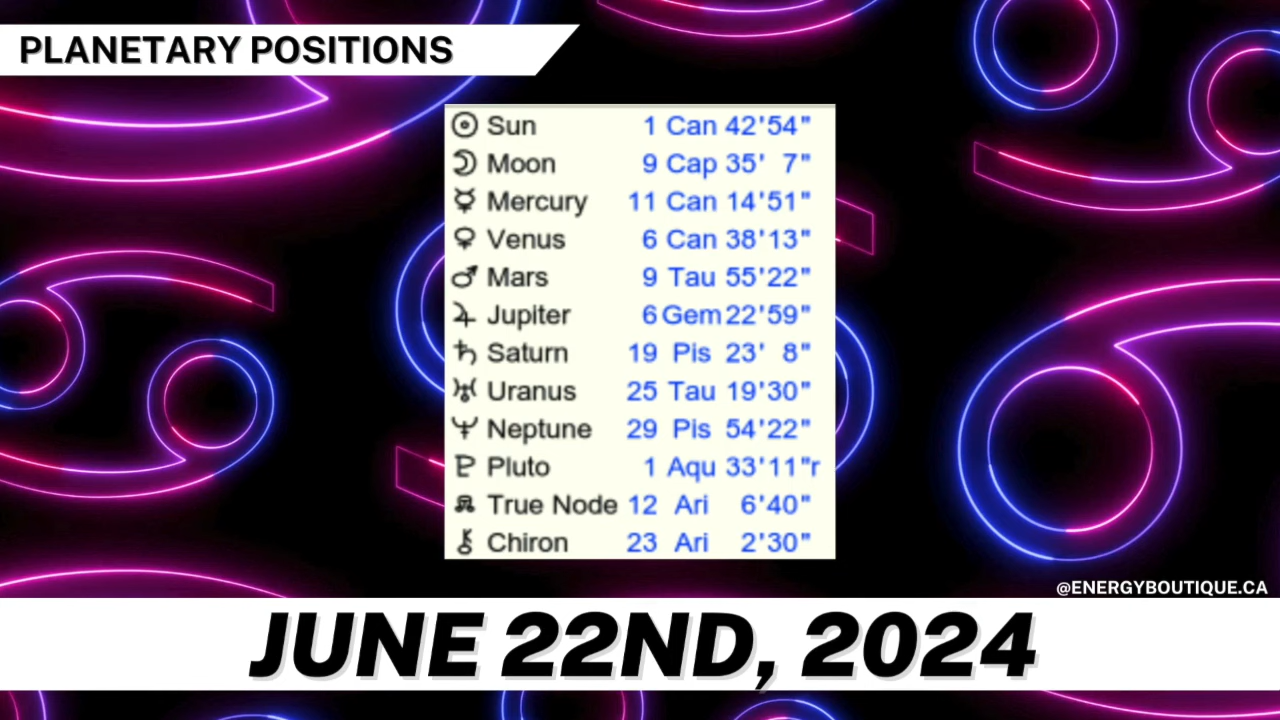 PLANETARY POSITIONS
Sun 1 Can 42'54"
Moon 9 Cap 35' 7"
Mercury 11 Can 14'51"
Venus 6 Can 38'13"
Mars 9 Tau 55'22"
Jupiter 6 Gem 22'59"
Saturn 19 Pis 23' 8"
Uranus 25 Tau 19'30"
Neptune 29 Pis 54'22"
Pluto 1 Aqu 33'11"r
True Node 12 Ari 6'40"
Chiron 23 Ari 2'30"
@ENERGYBOUTIQUE.CA
JUNE 22ND, 2024